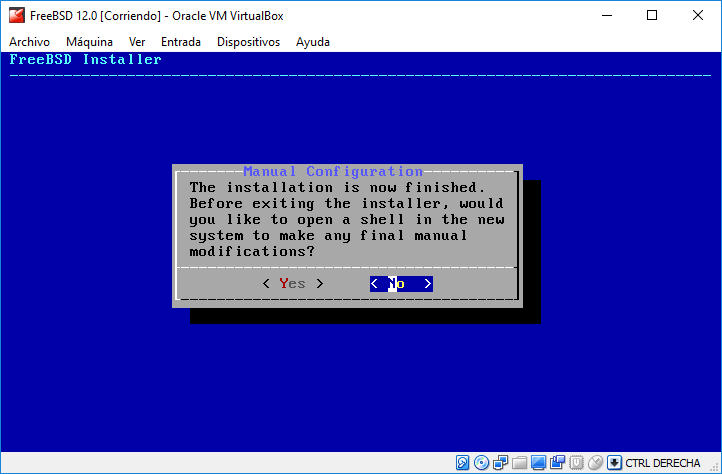 FreeBSD 12.0 [Corriendo] - Oracle VM VirtualBox
Archivo Máquina Ver Entrada Dispositivos Ayuda
FreeBSD Installer
Manual Configuration
The installation is now finished.
Before exiting the installer, would
you like to open a shell in the new
system to make any final manual
modifications?
< Yes > < No >
CTRL DERECHA